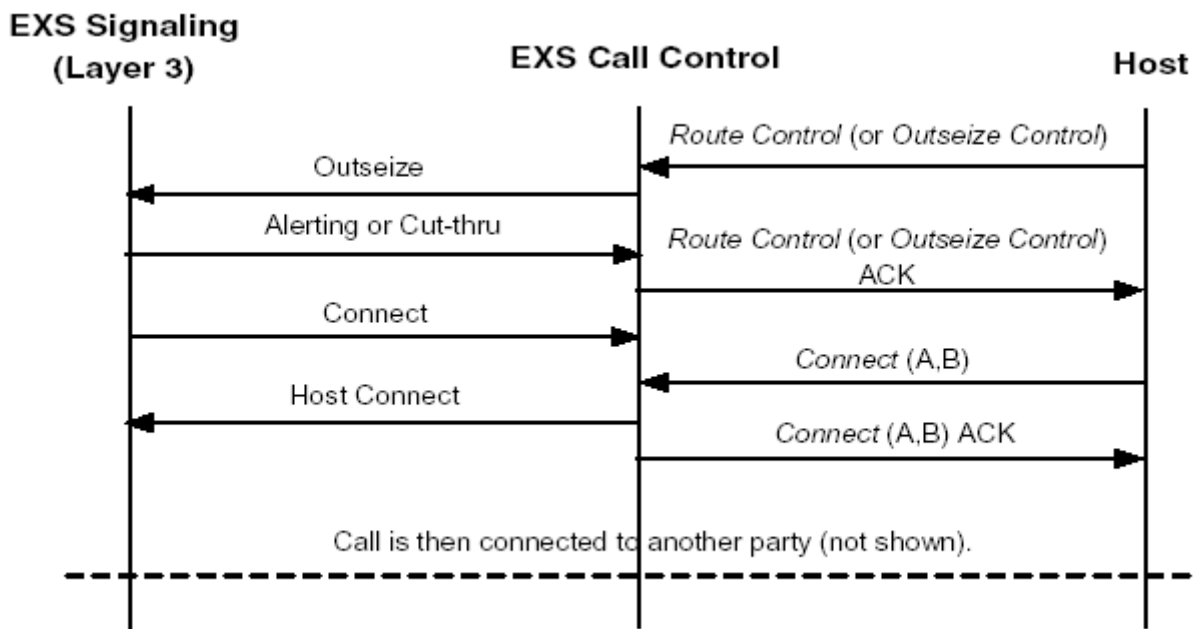 EXS Signaling
(Layer 3)
EXS Call Control
Host
Route Control (or Outseize Control)
Outseize
Alerting or Cut-thru
Route Control (or Outseize Control)
ACK
Connect
Connect (A,B)
Host Connect
Connect (A,B) ACK
Call is then connected to another party (not shown).